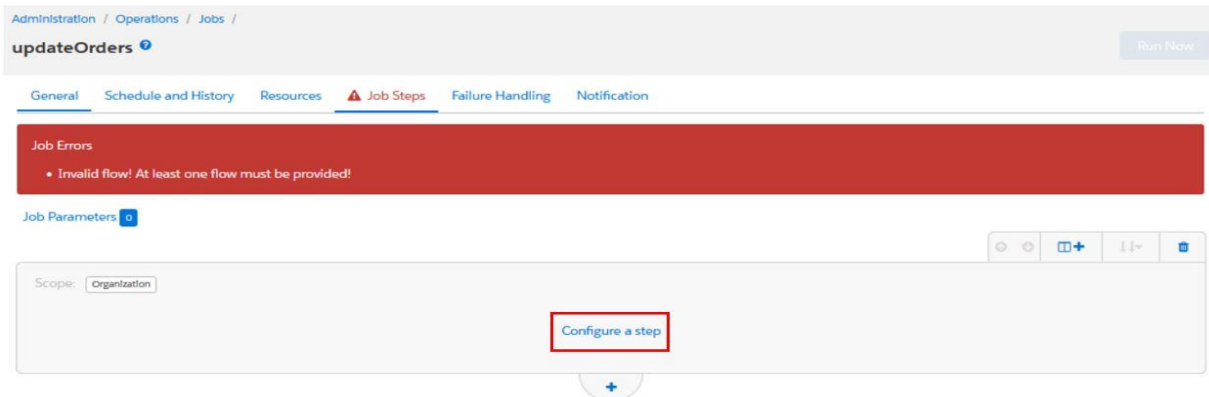 Administration / Operations / Jobs /
updateOrders
Run Now
General Schedule and History Resources Job Steps Failure Handling Notification
Job Errors
• Invalid flow! At least one flow must be provided!
Job Parameters 0
Scope: Organization
Configure a step